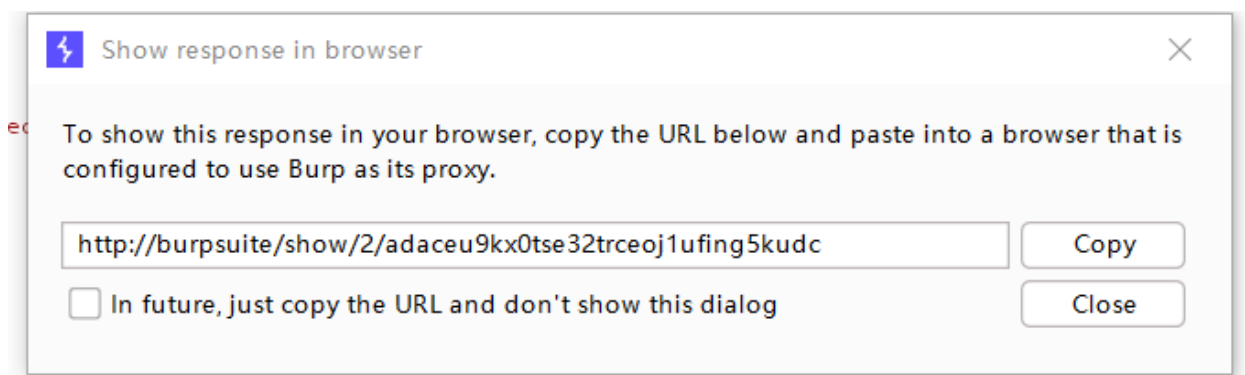 Show response in browser
ec
To show this response in your browser, copy the URL below and paste into a browser that is
configured to use Burp as its proxy.
http://burpsuite/show/2/adaceu9kx0tse32trceoj1ufing5kudc
Copy
In future, just copy the URL and don't show this dialog
Close